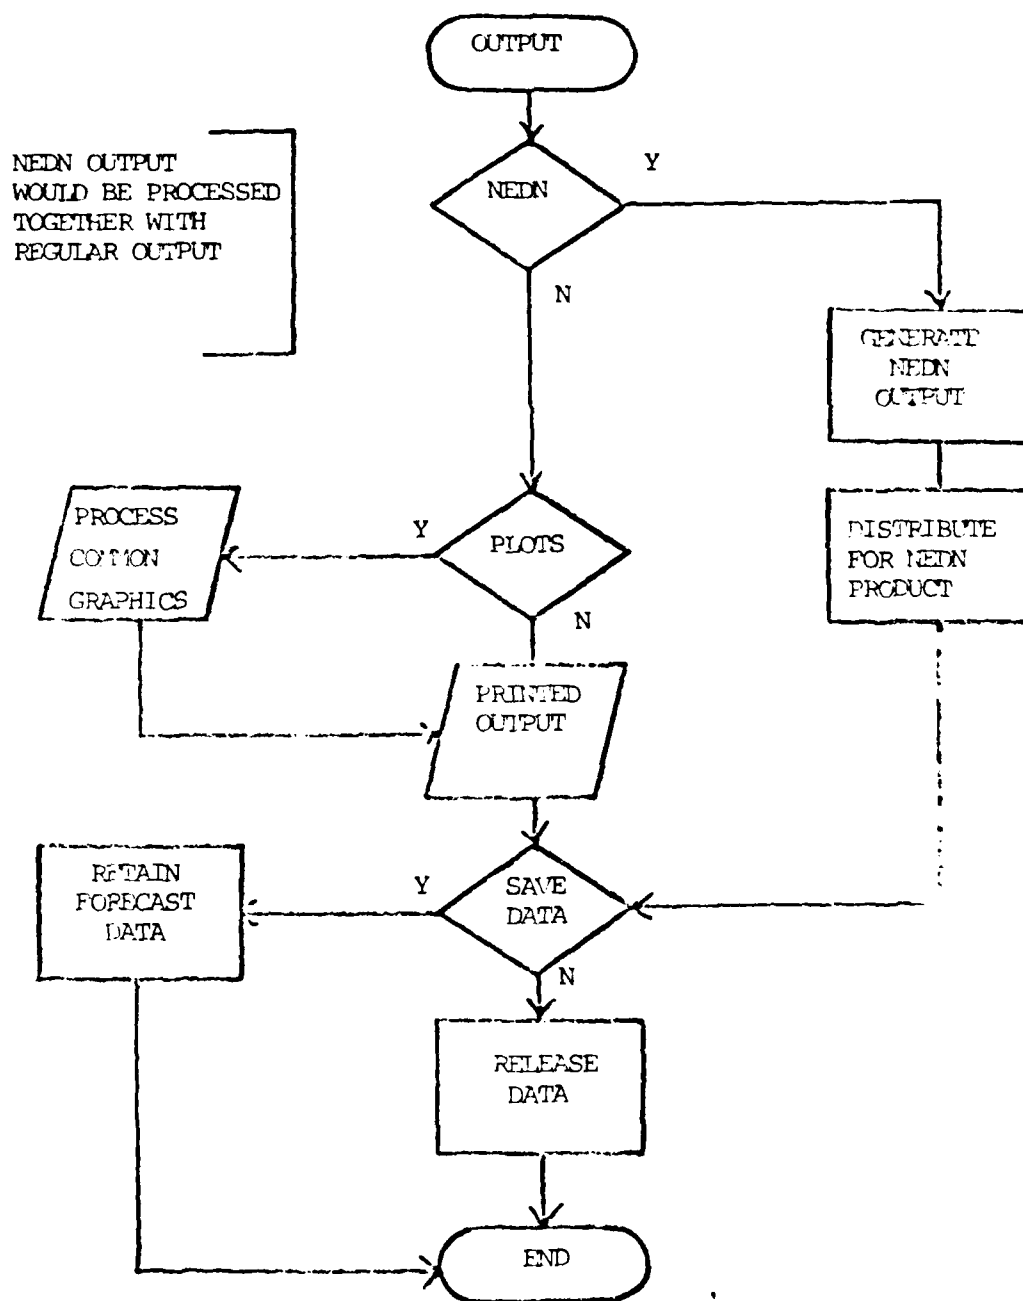 OUTPUT
NEDN OUTPUT
WOULD BE PROCESSED
TOGETHER WITH
REGULAR OUTPUT
NEDN
Y
N
GENERATE
NEDN
OUTPUT
PROCESS
COMMON
GRAPHICS
Y
PLOTS
N
DISTRIBUTE
FOR NEDN
PRODUCT
PRINTED
OUTPUT
RETAIN
FORECAST
DATA
Y
SAVE
DATA
N
RELEASE
DATA
END